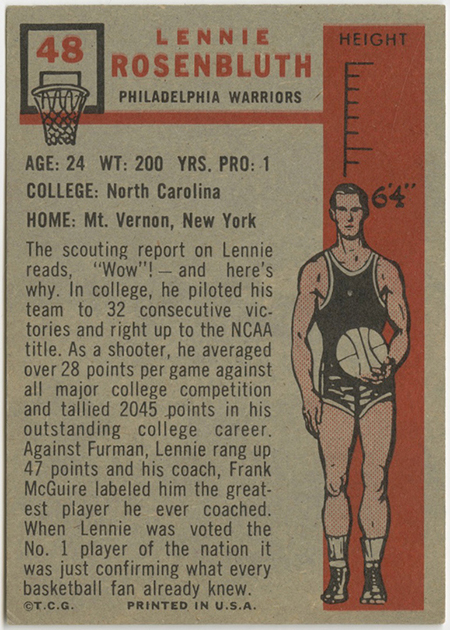 48
LENNIE
ROSENBLUTH
PHILADELPHIA WARRIORS
HEIGHT
6'4"
AGE: 24 WT: 200 YRS. PRO: 1
COLLEGE: North Carolina
HOME: Mt. Vernon, New York
The scouting report on Lennie
reads, "Wow"! — and here's
why. In college, he piloted his
team to 32 consecutive vic-
tories and right up to the NCAA
title. As a shooter, he averaged
over 28 points per game against
all major college competition
and tallied 2045 points in his
outstanding college career.
Against Furman, Lennie rang up
47 points and his coach, Frank
McGuire labeled him the great-
est player he ever coached.
When Lennie was voted the
No. 1 player of the nation it
was just confirming what every
basketball fan already knew.
©T.C.G. PRINTED IN U.S.A.